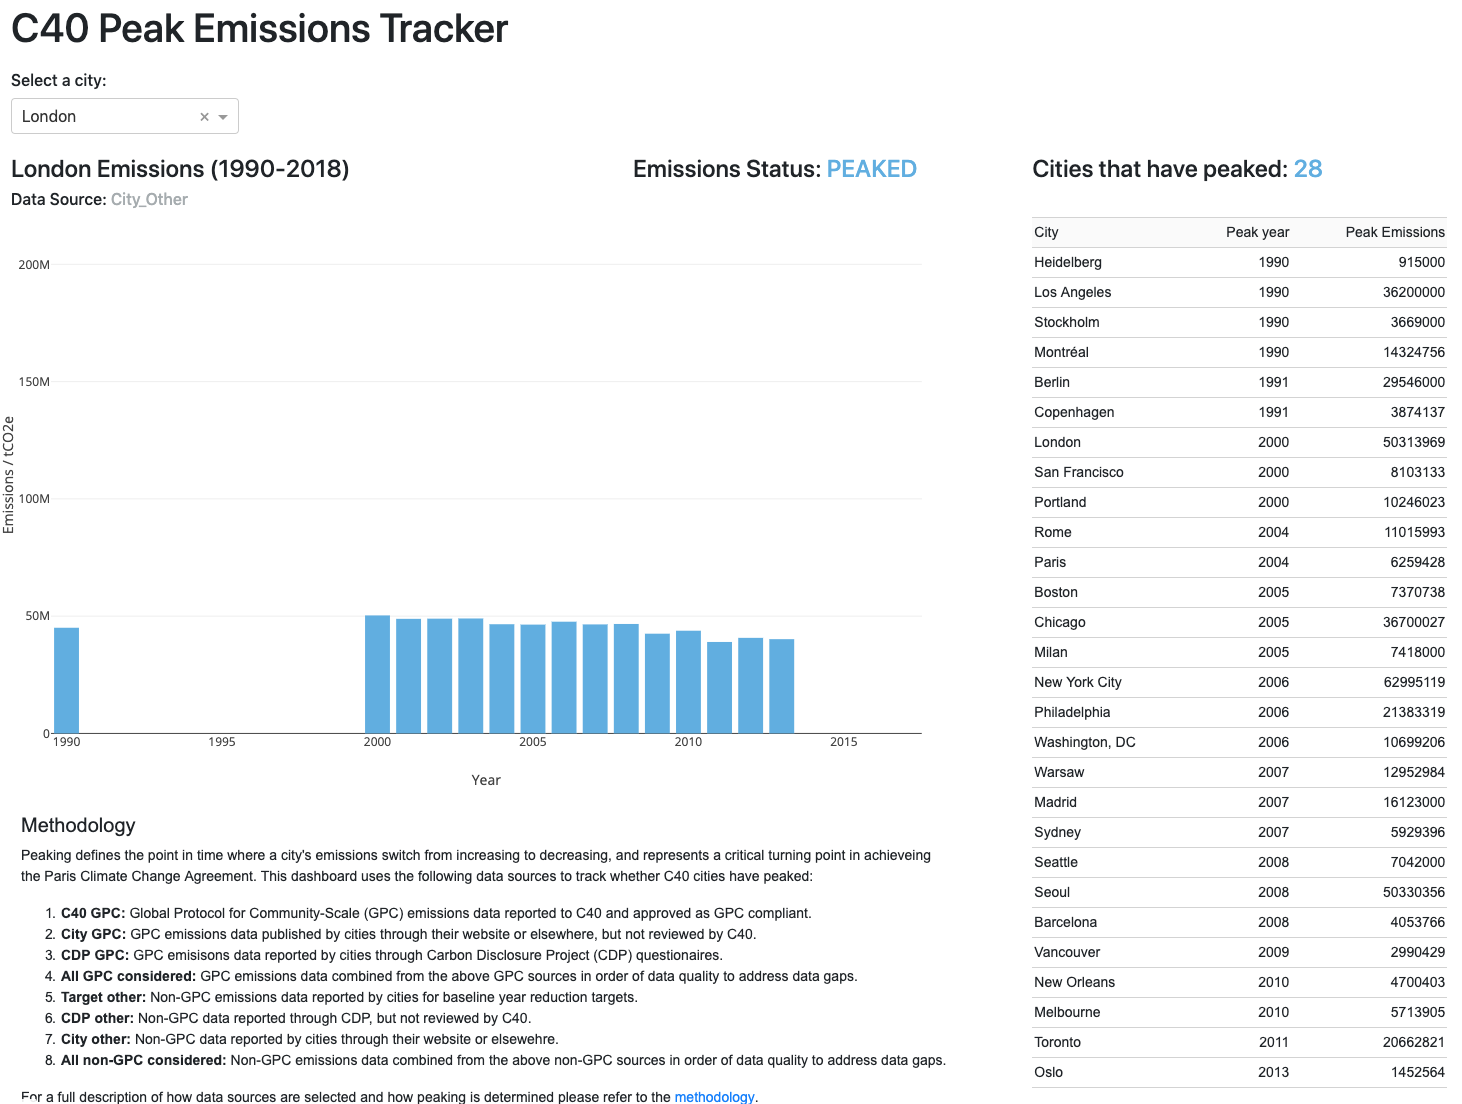 C40 Peak Emissions Tracker
Select a city:
London × 
London Emissions (1990-2018)
Emissions Status: PEAKED
Data Source: City_Other
200M
150M
100M
50M
0
Emissions / tCO2e
1990 1995 2000 2005 2010 2015
Year
Cities that have peaked: 28
City Peak year Peak Emissions
Heidelberg 1990 915000
Los Angeles 1990 36200000
Stockholm 1990 3669000
Montréal 1990 14324756
Berlin 1991 29546000
Copenhagen 1991 3874137
London 2000 50313969
San Francisco 2000 8103133
Portland 2000 10246023
Rome 2004 11015993
Paris 2004 6259428
Boston 2005 7370738
Chicago 2005 36700027
Milan 2005 7418000
New York City 2006 62995119
Philadelphia 2006 21383319
Washington, DC 2006 10699206
Warsaw 2007 12952984
Madrid 2007 16123000
Sydney 2007 5929396
Seattle 2008 7042000
Seoul 2008 50330356
Barcelona 2008 4053766
Vancouver 2009 2990429
New Orleans 2010 4700403
Melbourne 2010 5713905
Toronto 2011 20662821
Oslo 2013 1452564
Methodology
Peaking defines the point in time where a city's emissions switch from increasing to decreasing, and represents a critical turning point in achieveing
the Paris Climate Change Agreement. This dashboard uses the following data sources to track whether C40 cities have peaked:
1. C40 GPC: Global Protocol for Community-Scale (GPC) emissions data reported to C40 and approved as GPC compliant.
2. City GPC: GPC emissions data published by cities through their website or elsewhere, but not reviewed by C40.
3. CDP GPC: GPC emisisons data reported by cities through Carbon Disclosure Project (CDP) questionaires.
4. All GPC considered: GPC emissions data combined from the above GPC sources in order of data quality to address data gaps.
5. Target other: Non-GPC emissions data reported by cities for baseline year reduction targets.
6. CDP other: Non-GPC data reported through CDP, but not reviewed by C40.
7. City other: Non-GPC data reported by cities through their website or elsewehre.
8. All non-GPC considered: Non-GPC emissions data combined from the above non-GPC sources in order of data quality to address data gaps.
For a full description of how data sources are selected and how peaking is determined please refer to the methodology.